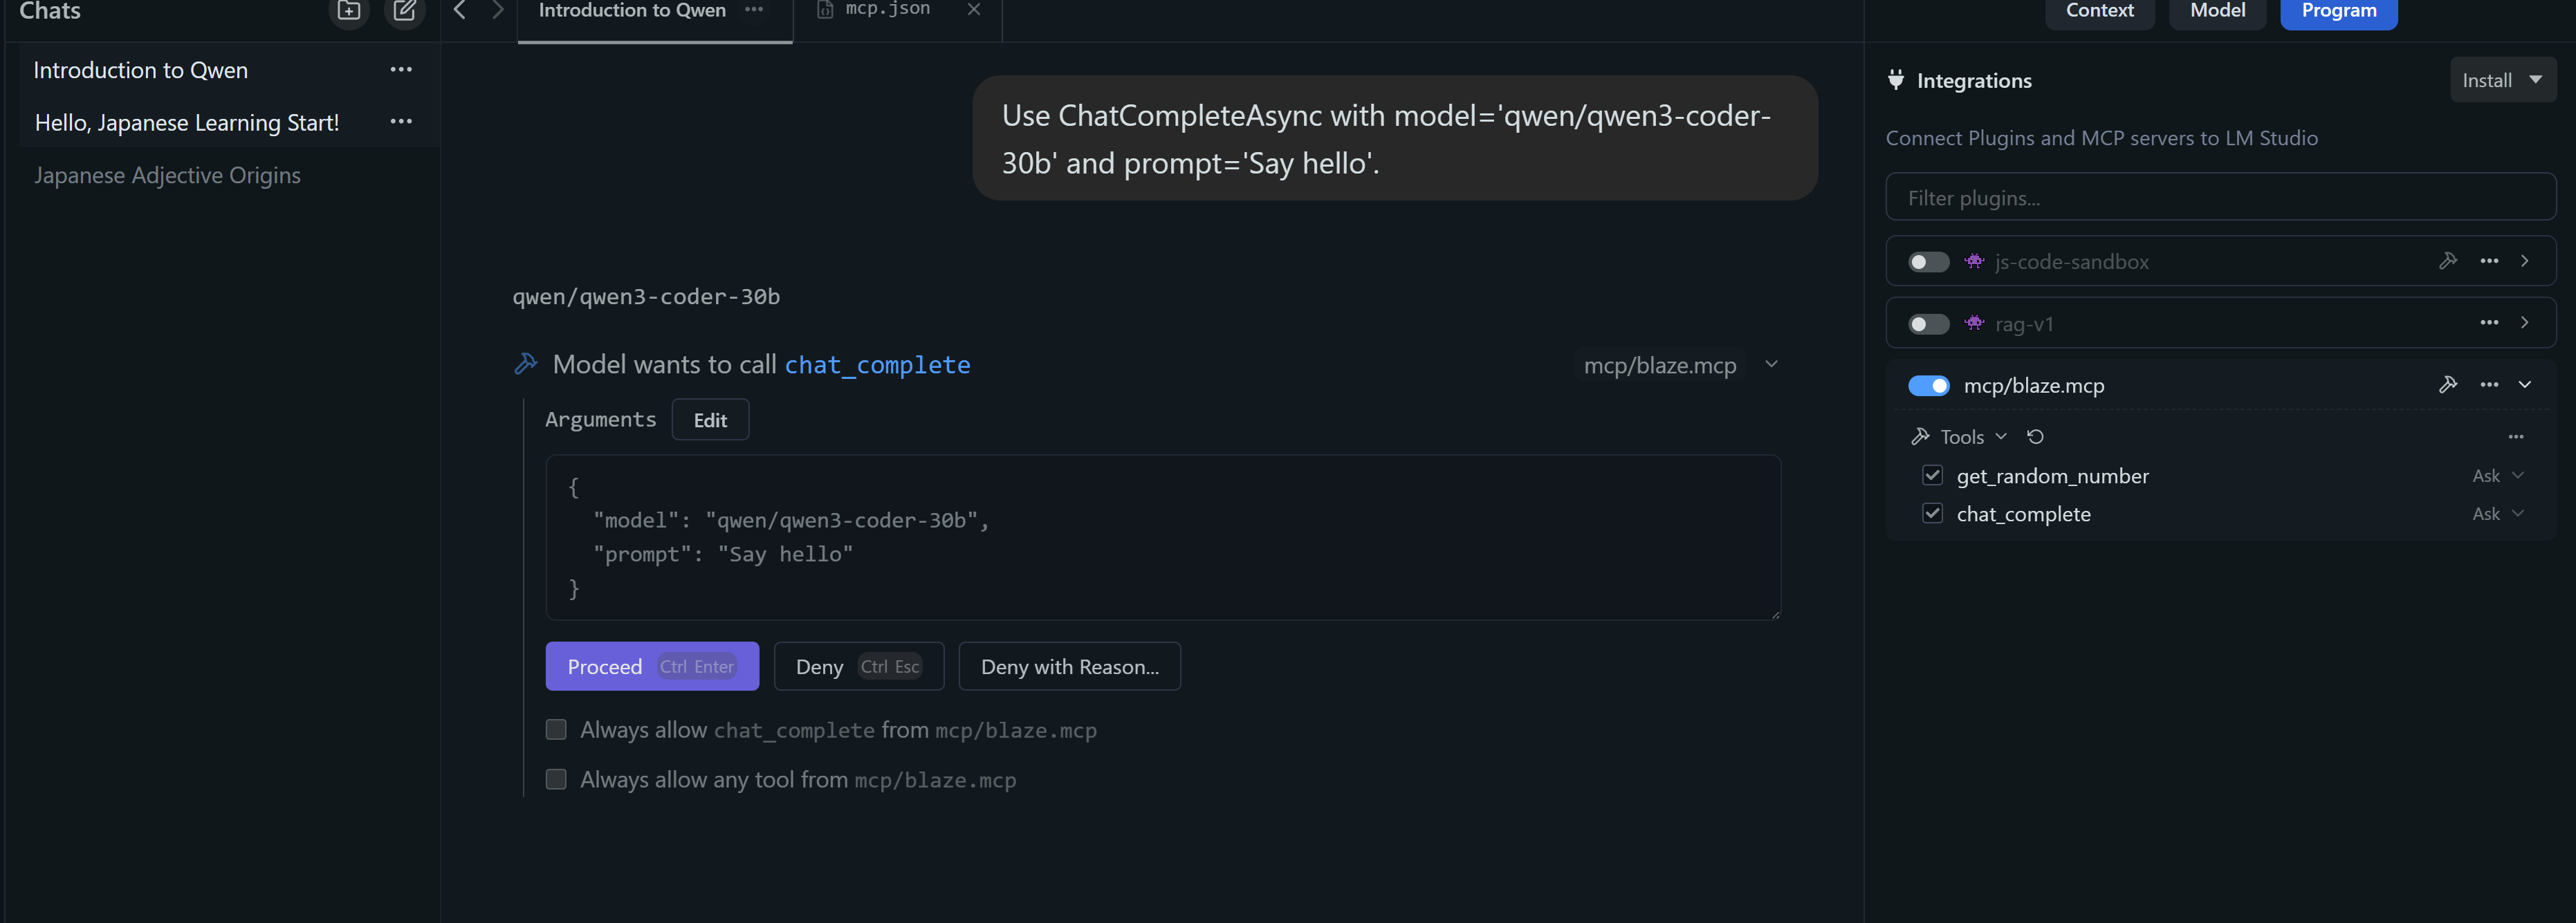 Chats
Introduction to Qwen
Hello, Japanese Learning Start!
Japanese Adjective Origins
Introduction to Qwen
mcp.json
Use ChatCompleteAsync with model='qwen/qwen3-coder-
30b' and prompt='Say hello'.
qwen/qwen3-coder-30b
Model wants to call chat_complete
mcp/blaze.mcp
Arguments
Edit
{
"model": "qwen/qwen3-coder-30b",
"prompt": "Say hello"
}
Proceed Ctrl Enter
Deny Ctrl Esc
Deny with Reason...
Always allow chat_complete from mcp/blaze.mcp
Always allow any tool from mcp/blaze.mcp
Context
Model
Program
Integrations
Install
Connect Plugins and MCP servers to LM Studio
Filter plugins...
js-code-sandbox
rag-v1
mcp/blaze.mcp
Tools
get_random_number Ask
chat_complete Ask